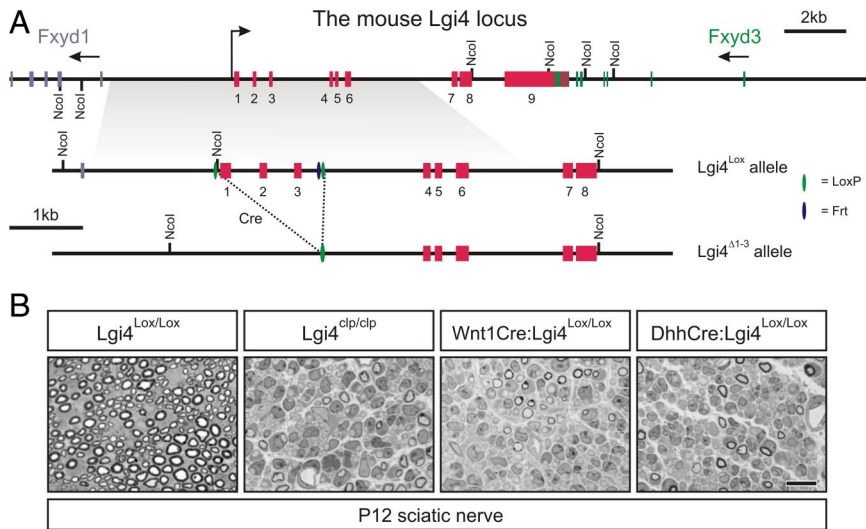 A
The mouse Lgi4 locus
2kb
Fxyd1
Fxyd3
NcoI
NcoI
NcoI
NcoI
NcoI
NcoI
1 2 3 4 5 6 7 8 9
NcoI
NcoI
NcoI
Lgi4Lox allele
1 2 3 4 5 6 7 8
= LoxP
= Frt
1kb
Cre
NcoI
NcoI
Lgi4Δ1-3 allele
B
Lgi4Lox/Lox
Lgi4clp/clp
Wnt1Cre:Lgi4Lox/Lox
DhhCre:Lgi4Lox/Lox
P12 sciatic nerve